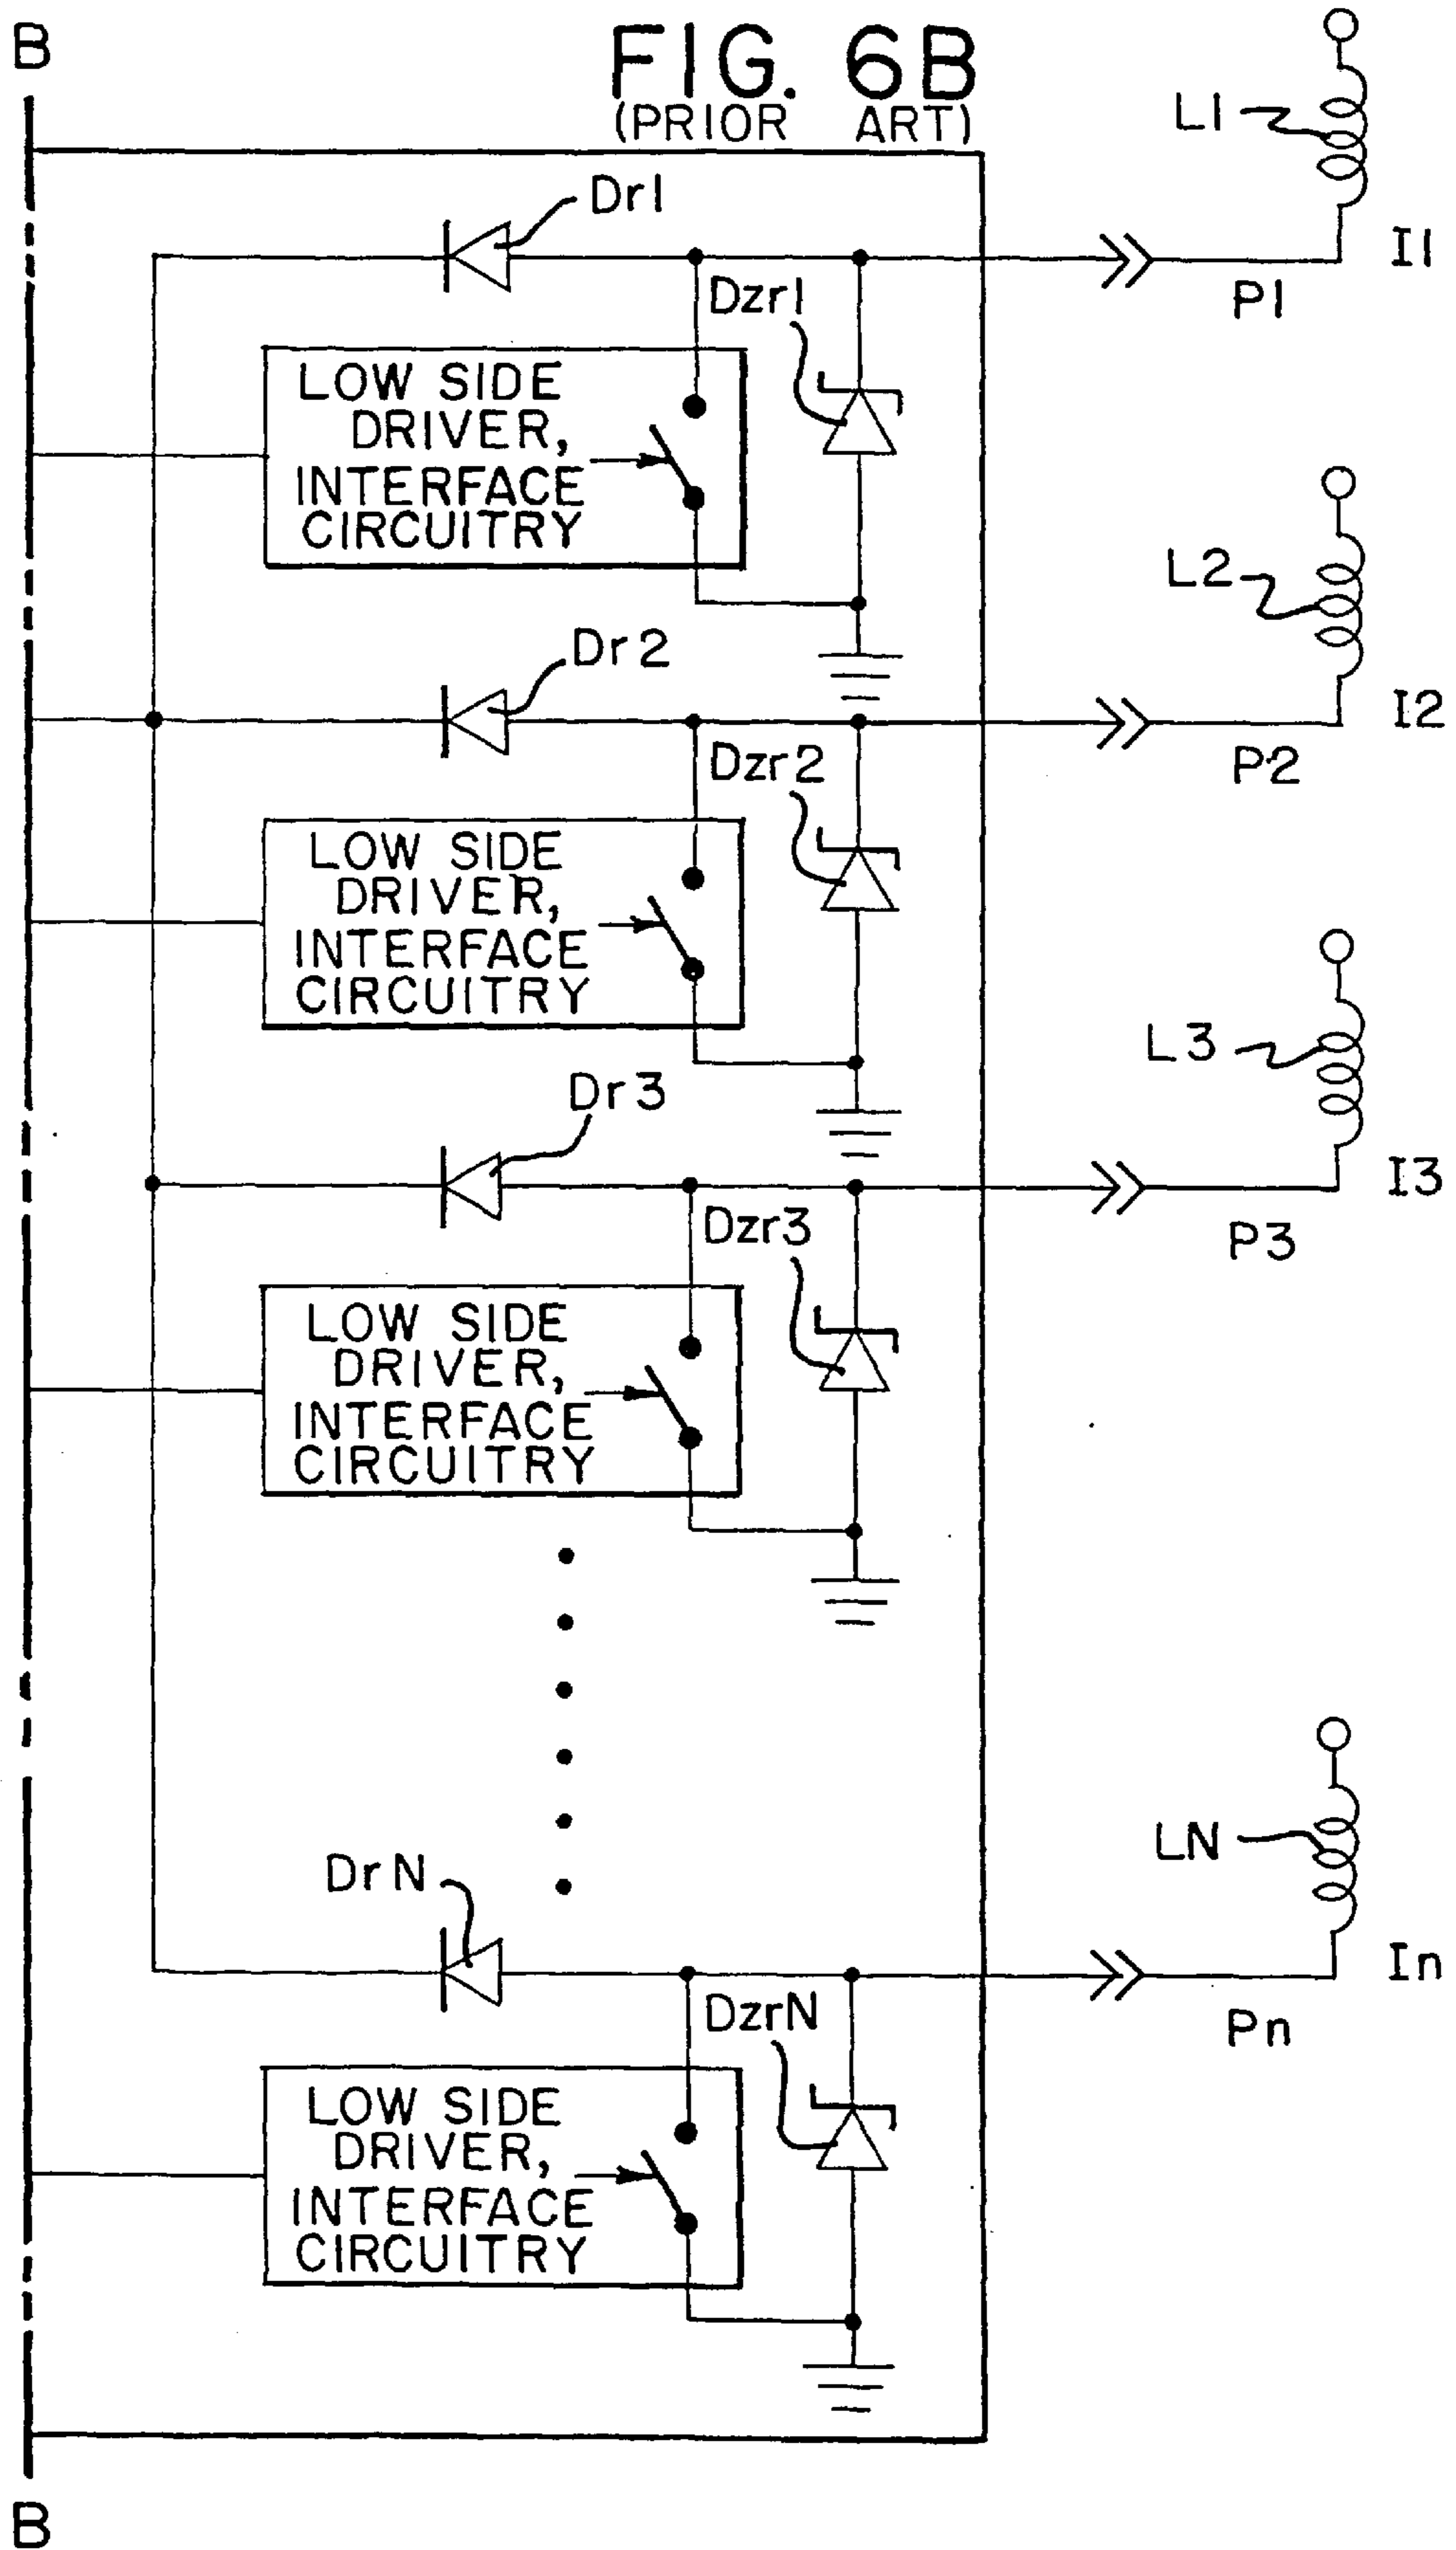 B
FIG. 6B
(PRIOR ART)
L1
Dr1
I1
P1
Dzr1
LOW SIDE
DRIVER,
INTERFACE
CIRCUITRY
L2
Dr2
I2
P2
Dzr2
LOW SIDE
DRIVER,
INTERFACE
CIRCUITRY
L3
Dr3
I3
P3
Dzr3
LOW SIDE
DRIVER,
INTERFACE
CIRCUITRY
LN
DrN
In
Pn
DzrN
LOW SIDE
DRIVER,
INTERFACE
CIRCUITRY
B